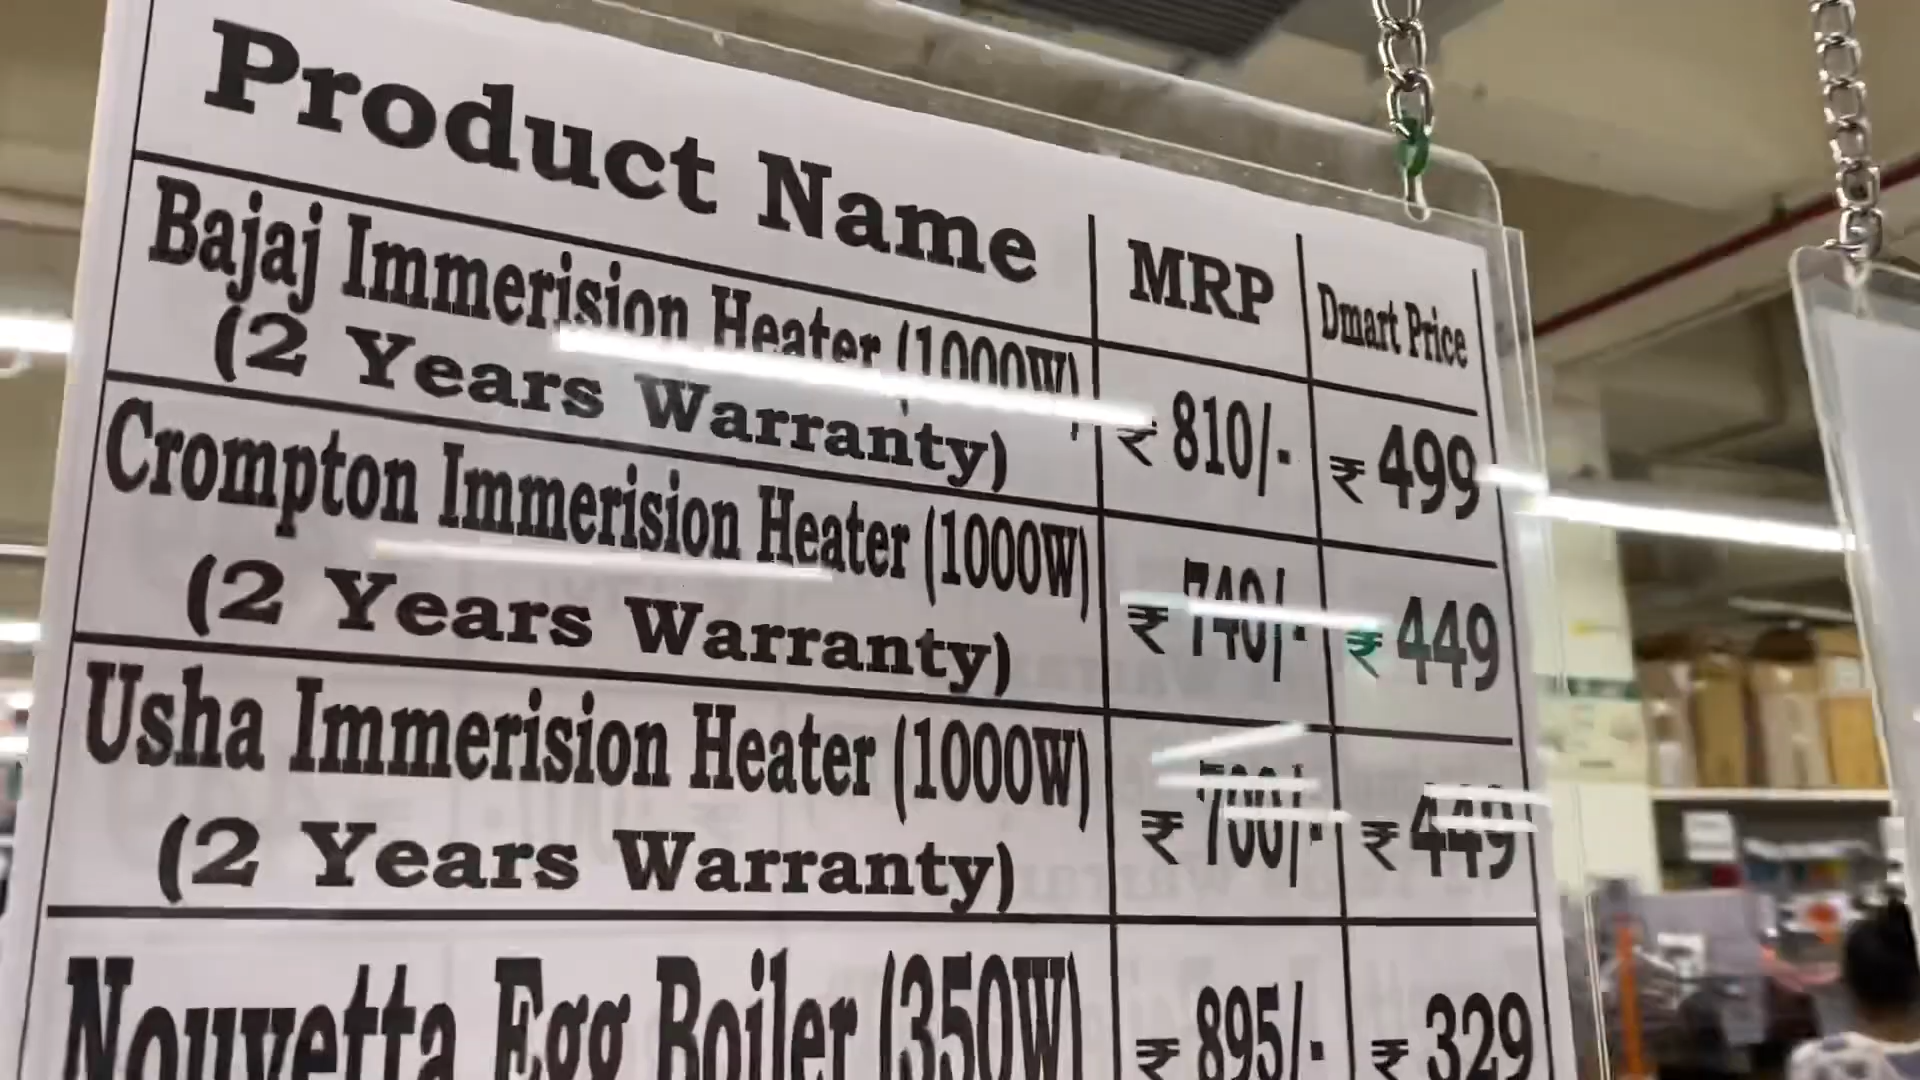 Product Name MRP Dmart Price
Bajaj Immerision Heater (1000W)
(2 Years Warranty) ₹ 810/- ₹ 499
Crompton Immerision Heater (1000W)
(2 Years Warranty) ₹ 740/- ₹ 449
Usha Immerision Heater (1000W)
(2 Years Warranty) ₹ 700/- ₹ 449
Nouvetta Egg Boiler (350W) ₹ 895/- ₹ 329